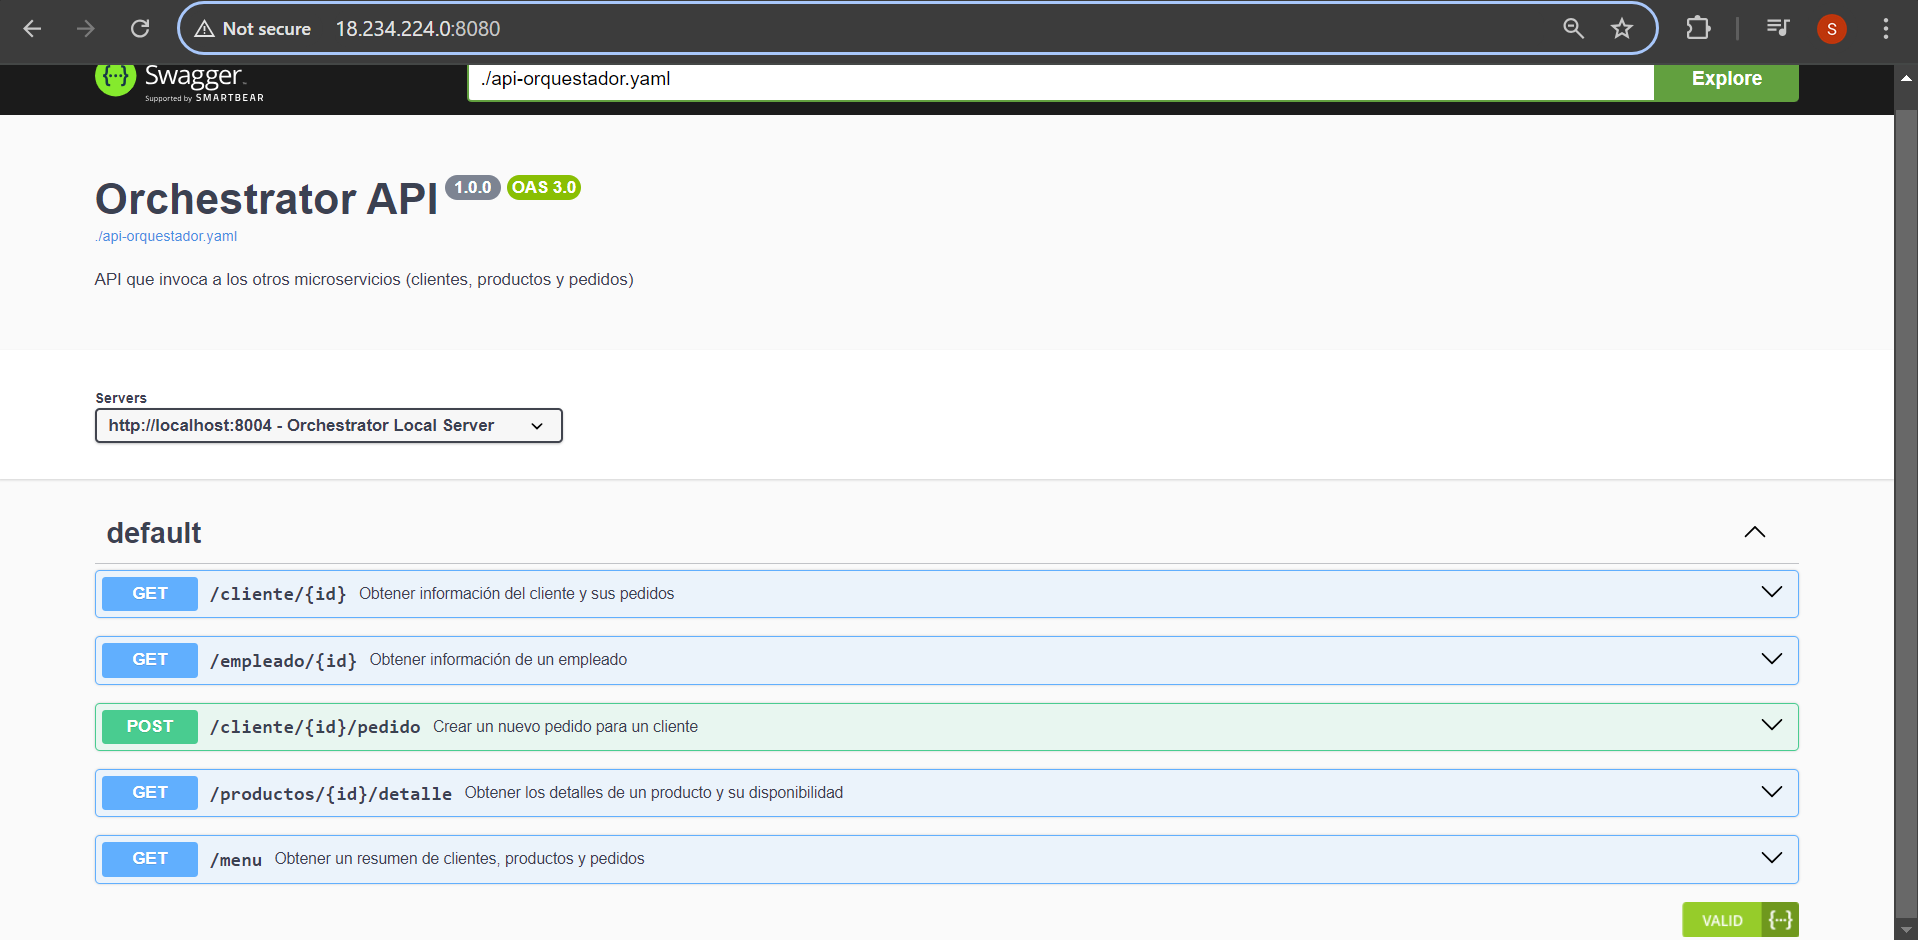 Not secure 18.234.224.0:8080
S
Swagger
Supported by SMARTBEAR
./api-orquestador.yaml
Explore
Orchestrator API 1.0.0 OAS 3.0
./api-orquestador.yaml
API que invoca a los otros microservicios (clientes, productos y pedidos)
Servers
http://localhost:8004 - Orchestrator Local Server
default
GET /cliente/{id} Obtener información del cliente y sus pedidos
GET /empleado/{id} Obtener información de un empleado
POST /cliente/{id}/pedido Crear un nuevo pedido para un cliente
GET /productos/{id}/detalle Obtener los detalles de un producto y su disponibilidad
GET /menu Obtener un resumen de clientes, productos y pedidos
VALID {···}